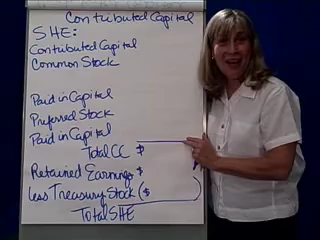 Contributed Capital
SHE:
Contributed Capital
Common Stock
Paid in Capital
Preferred Stock
Paid in Capital
Total CC $
Retained Earnings $
Less Treasury Stock ($ )
Total SHE